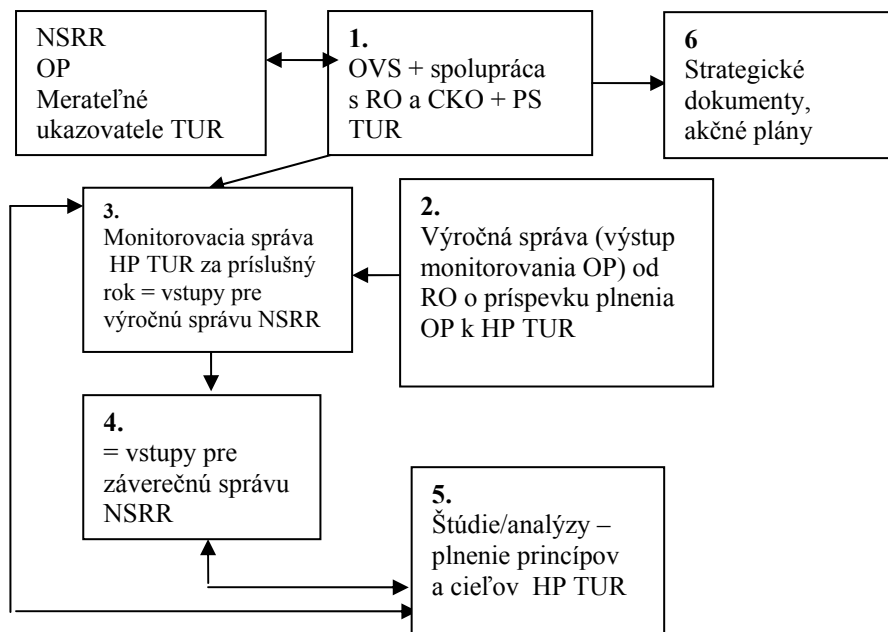 NSRR
OP
Merateľné
ukazovatele TUR
1.
OVS + spolupráca
s RO a CKO + PS
TUR
6
Strategické
dokumenty,
akčné plány
3.
Monitorovacia správa
HP TUR za príslušný
rok = vstupy pre
výročnú správu NSRR
2.
Výročná správa (výstup
monitorovania OP) od
RO o príspevku plnenia
OP k HP TUR
4.
= vstupy pre
záverečnú správu
NSRR
5.
Štúdie/analýzy –
plnenie princípov
a cieľov HP TUR